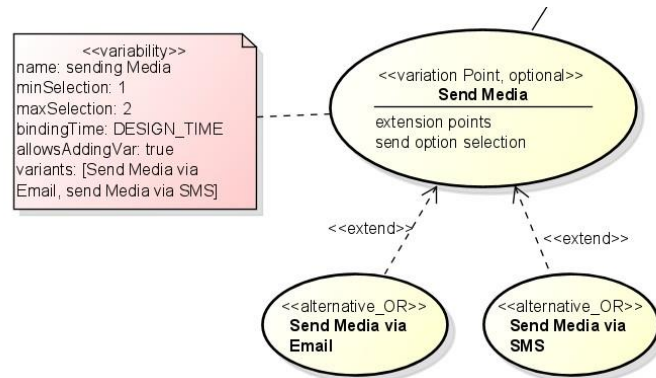 <<variability>>
name: sending Media
minSelection: 1
maxSelection: 2
bindingTime: DESIGN_TIME
allowsAddingVar: true
variants: [Send Media via
Email, send Media via SMS]
<<variation Point, optional>>
Send Media
extension points
send option selection
<<extend>>
<<extend>>
<<alternative_OR>>
Send Media via
Email
<<alternative_OR>>
Send Media via
SMS